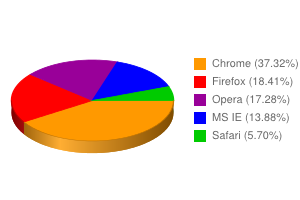 Chrome (37.32%)
Firefox (18.41%)
Opera (17.28%)
MS IE (13.88%)
Safari (5.70%)